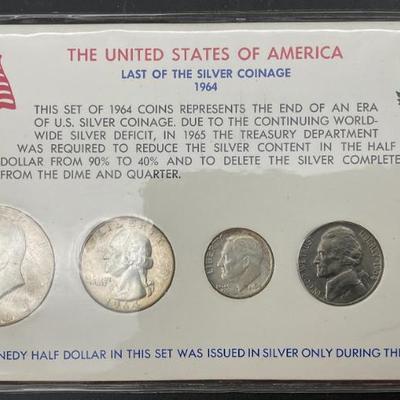 THE UNITED STATES OF AMERICA
LAST OF THE SILVER COINAGE
1964
THIS SET OF 1964 COINS REPRESENTS THE END OF AN ERA
OF U.S. SILVER COINAGE. DUE TO THE CONTINUING WORLD-
WIDE SILVER DEFICIT, IN 1965 THE TREASURY DEPARTMENT
WAS REQUIRED TO REDUCE THE SILVER CONTENT IN THE HALF
DOLLAR FROM 90% TO 40% AND TO DELETE THE SILVER COMPLETE
FROM THE DIME AND QUARTER.
LIBERTY
1964
LIBERTY
NEDY HALF DOLLAR IN THIS SET WAS ISSUED IN SILVER ONLY DURING THE